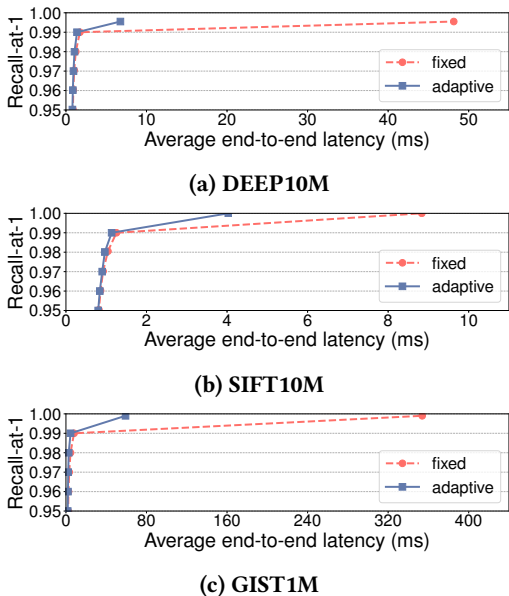 1.00
0.99
0.98
0.97
0.96
0.95
Recall-at-1
fixed
adaptive
0 10 20 30 40 50
Average end-to-end latency (ms)
(a) DEEP10M
1.00
0.99
0.98
0.97
0.96
0.95
Recall-at-1
fixed
adaptive
0 2 4 6 8 10
Average end-to-end latency (ms)
(b) SIFT10M
1.00
0.99
0.98
0.97
0.96
0.95
Recall-at-1
fixed
adaptive
0 80 160 240 320 400
Average end-to-end latency (ms)
(c) GIST1M